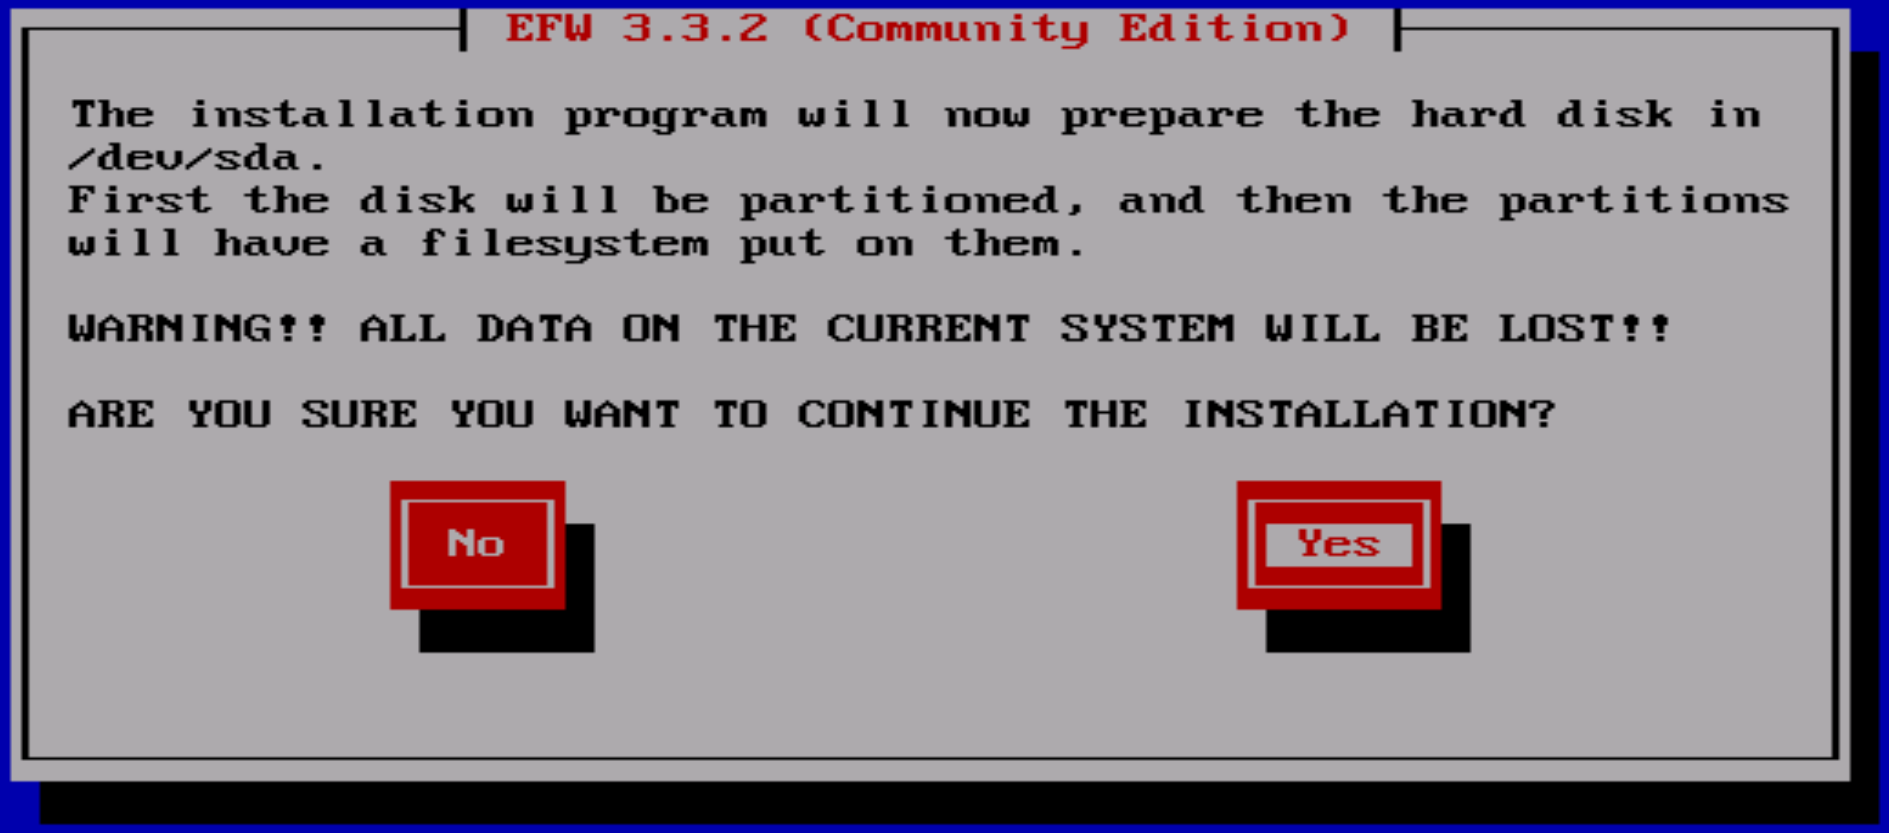 EFW 3.3.2 (Community Edition)
The installation program will now prepare the hard disk in
/dev/sda.
First the disk will be partitioned, and then the partitions
will have a filesystem put on them.
WARNING!! ALL DATA ON THE CURRENT SYSTEM WILL BE LOST!!
ARE YOU SURE YOU WANT TO CONTINUE THE INSTALLATION?
No
Yes